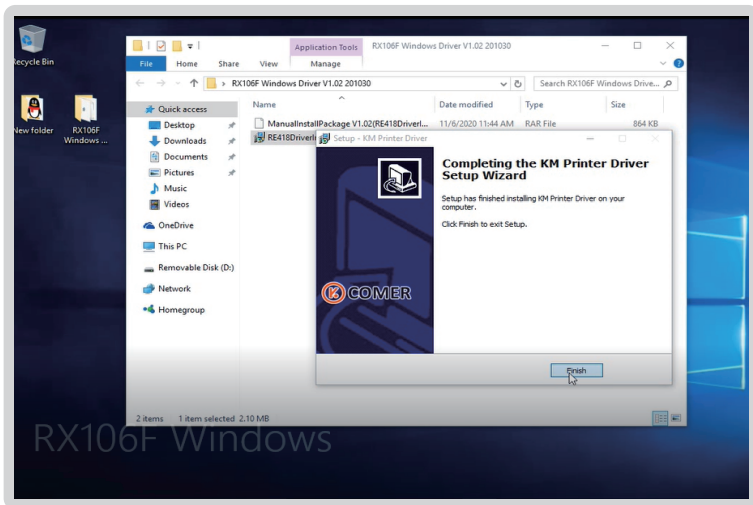 Recycle Bin
New folder
RX106F
Windows ...
Application Tools
RX106F Windows Driver V1.02 201030
File Home Share View Manage
RX106F Windows Driver V1.02 201030
Search RX106F Windows Drive...
Quick access
Desktop
Downloads
Documents
Pictures
Music
Videos
OneDrive
This PC
Removable Disk (D:)
Network
Homegroup
Name Date modified Type Size
ManualInstallPackage V1.02(RE418DriverI... 11/6/2020 11:44 AM RAR File 864 KB
RE418DriverIn
Setup - KM Printer Driver
Completing the KM Printer Driver
Setup Wizard
Setup has finished installing KM Printer Driver on your
computer.
Click Finish to exit Setup.
K COMER
Finish
2 items 1 item selected 2.10 MB
RX106F Windows